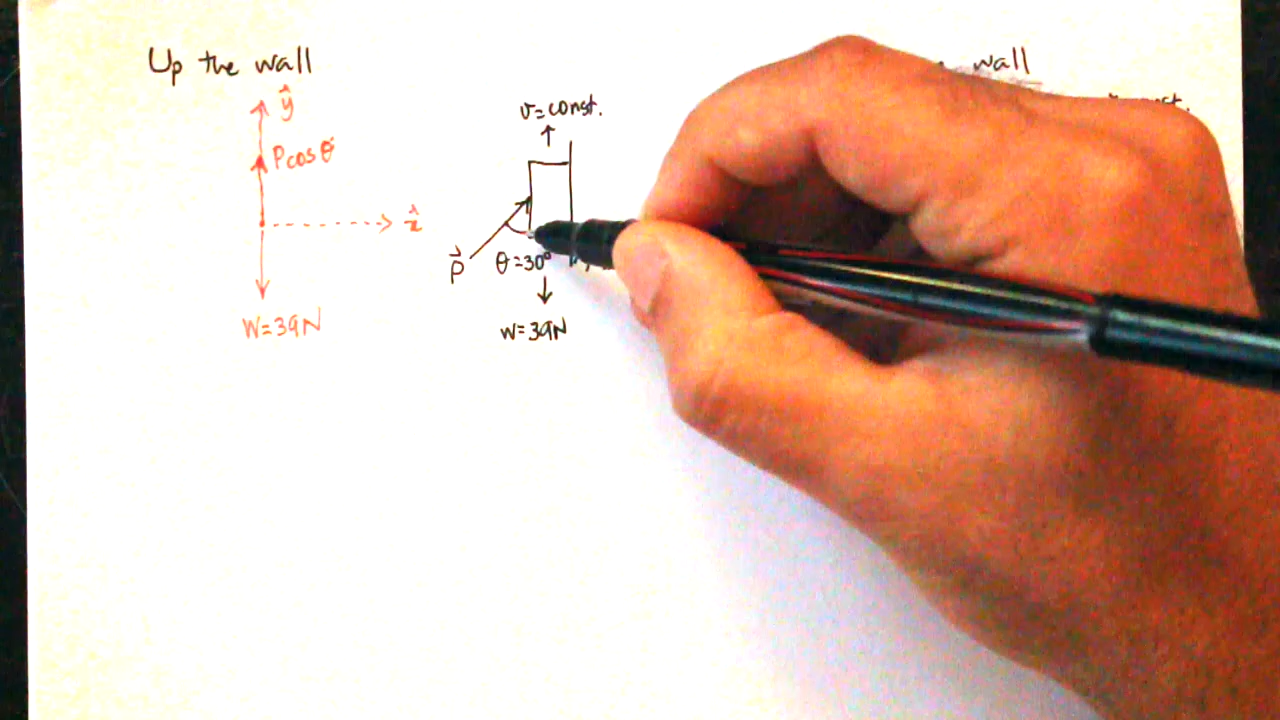 Up the wall
wall
ŷ
v=const.
Pcosθ
x̂
P⃗
θ=30°
W=39N
W=39N